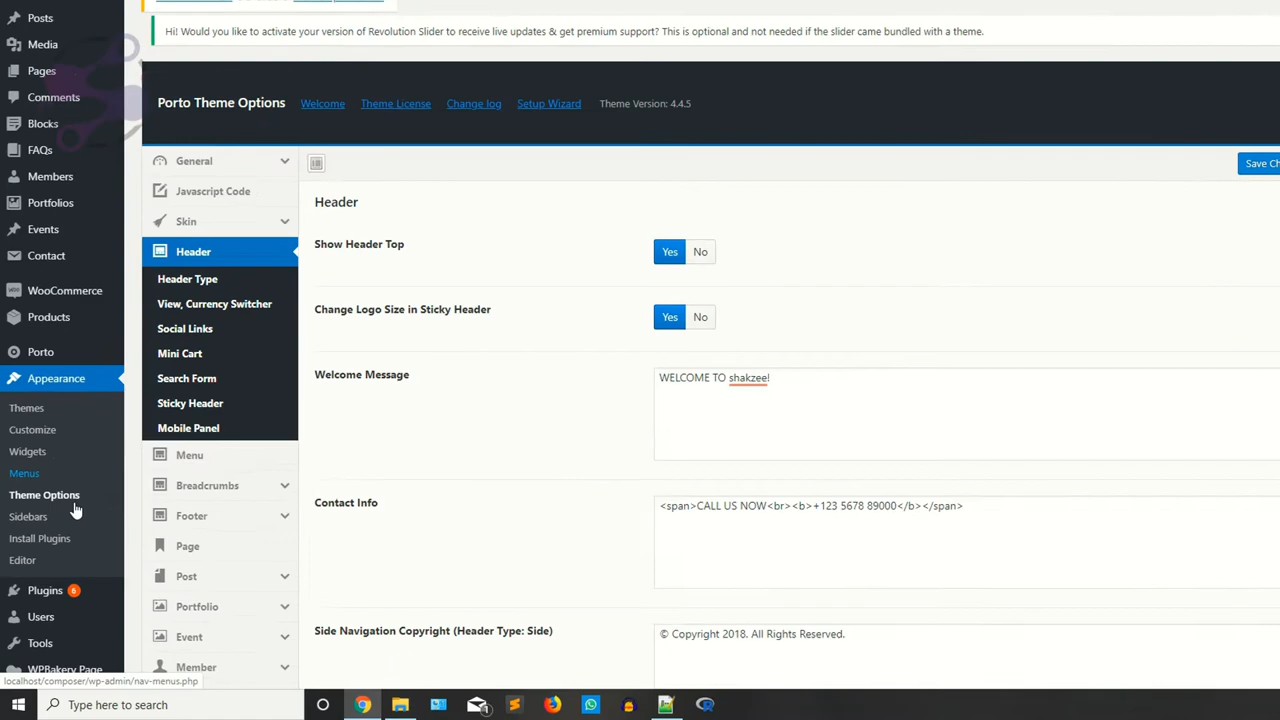 Posts
Media
Pages
Comments
Blocks
FAQs
Members
Portfolios
Events
Contact
WooCommerce
Products
Porto
Appearance
Themes
Customize
Widgets
Menus
Theme Options
Sidebars
Install Plugins
Editor
Plugins 6
Users
Tools
WPBakery Page
localhost/composer/wp-admin/nav-menus.php
Hi! Would you like to activate your version of Revolution Slider to receive live updates & get premium support? This is optional and not needed if the slider came bundled with a theme.
Porto Theme Options Welcome Theme License Change log Setup Wizard Theme Version: 4.4.5
General
Javascript Code
Skin
Header
Header Type
View, Currency Switcher
Social Links
Mini Cart
Search Form
Sticky Header
Mobile Panel
Menu
Breadcrumbs
Footer
Page
Post
Portfolio
Event
Member
Save Ch
Header
Show Header Top Yes No
Change Logo Size in Sticky Header Yes No
Welcome Message WELCOME TO shakzee!
Contact Info <span>CALL US NOW<br><b>+123 5678 89000</b></span>
Side Navigation Copyright (Header Type: Side) © Copyright 2018. All Rights Reserved.
Type here to search
1